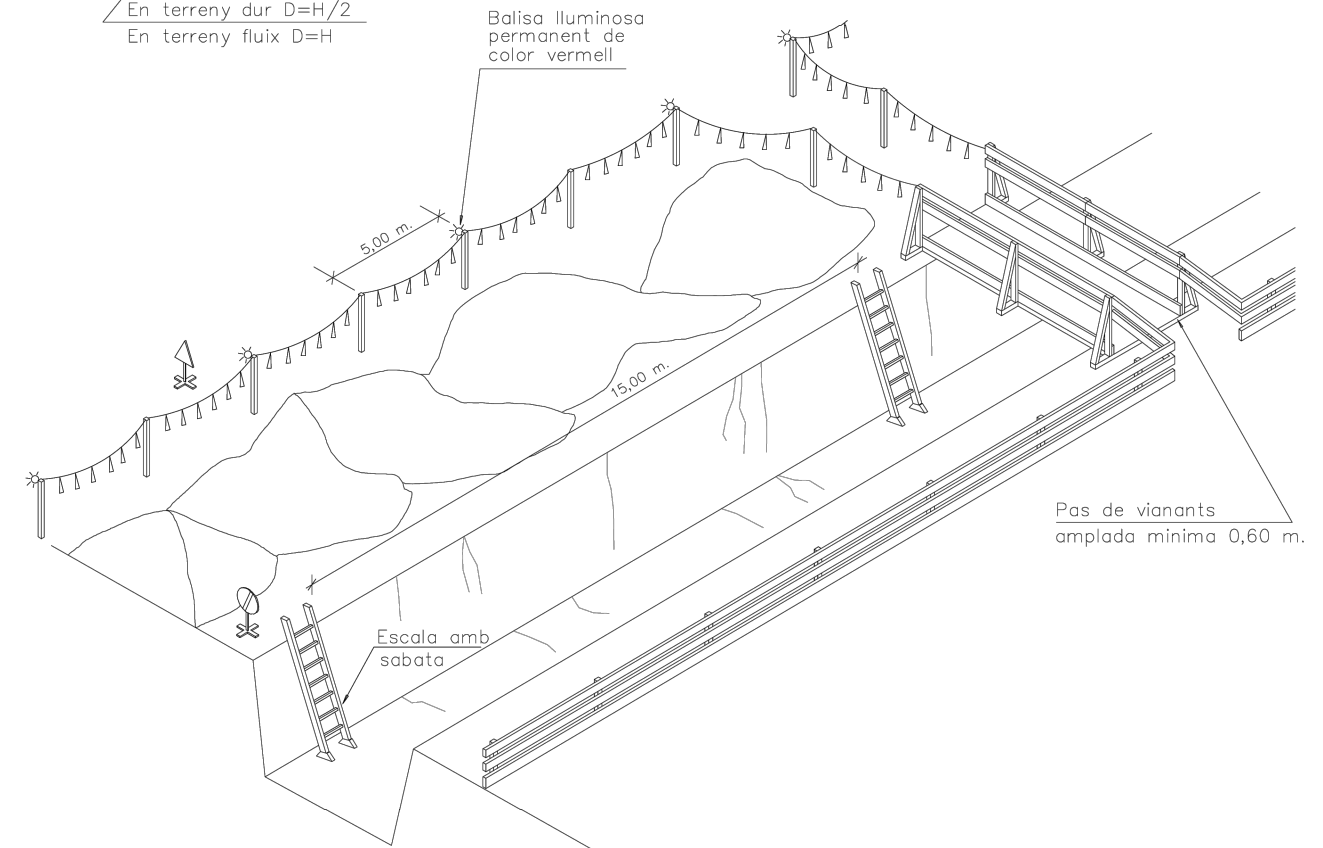 En terreny dur D=H/2
En terreny fluix D=H
Balisa lluminosa
permanent de
color vermell
5,00 m.
15,00 m.
Pas de vianants
amplada minima 0,60 m.
Escala amb
sabata